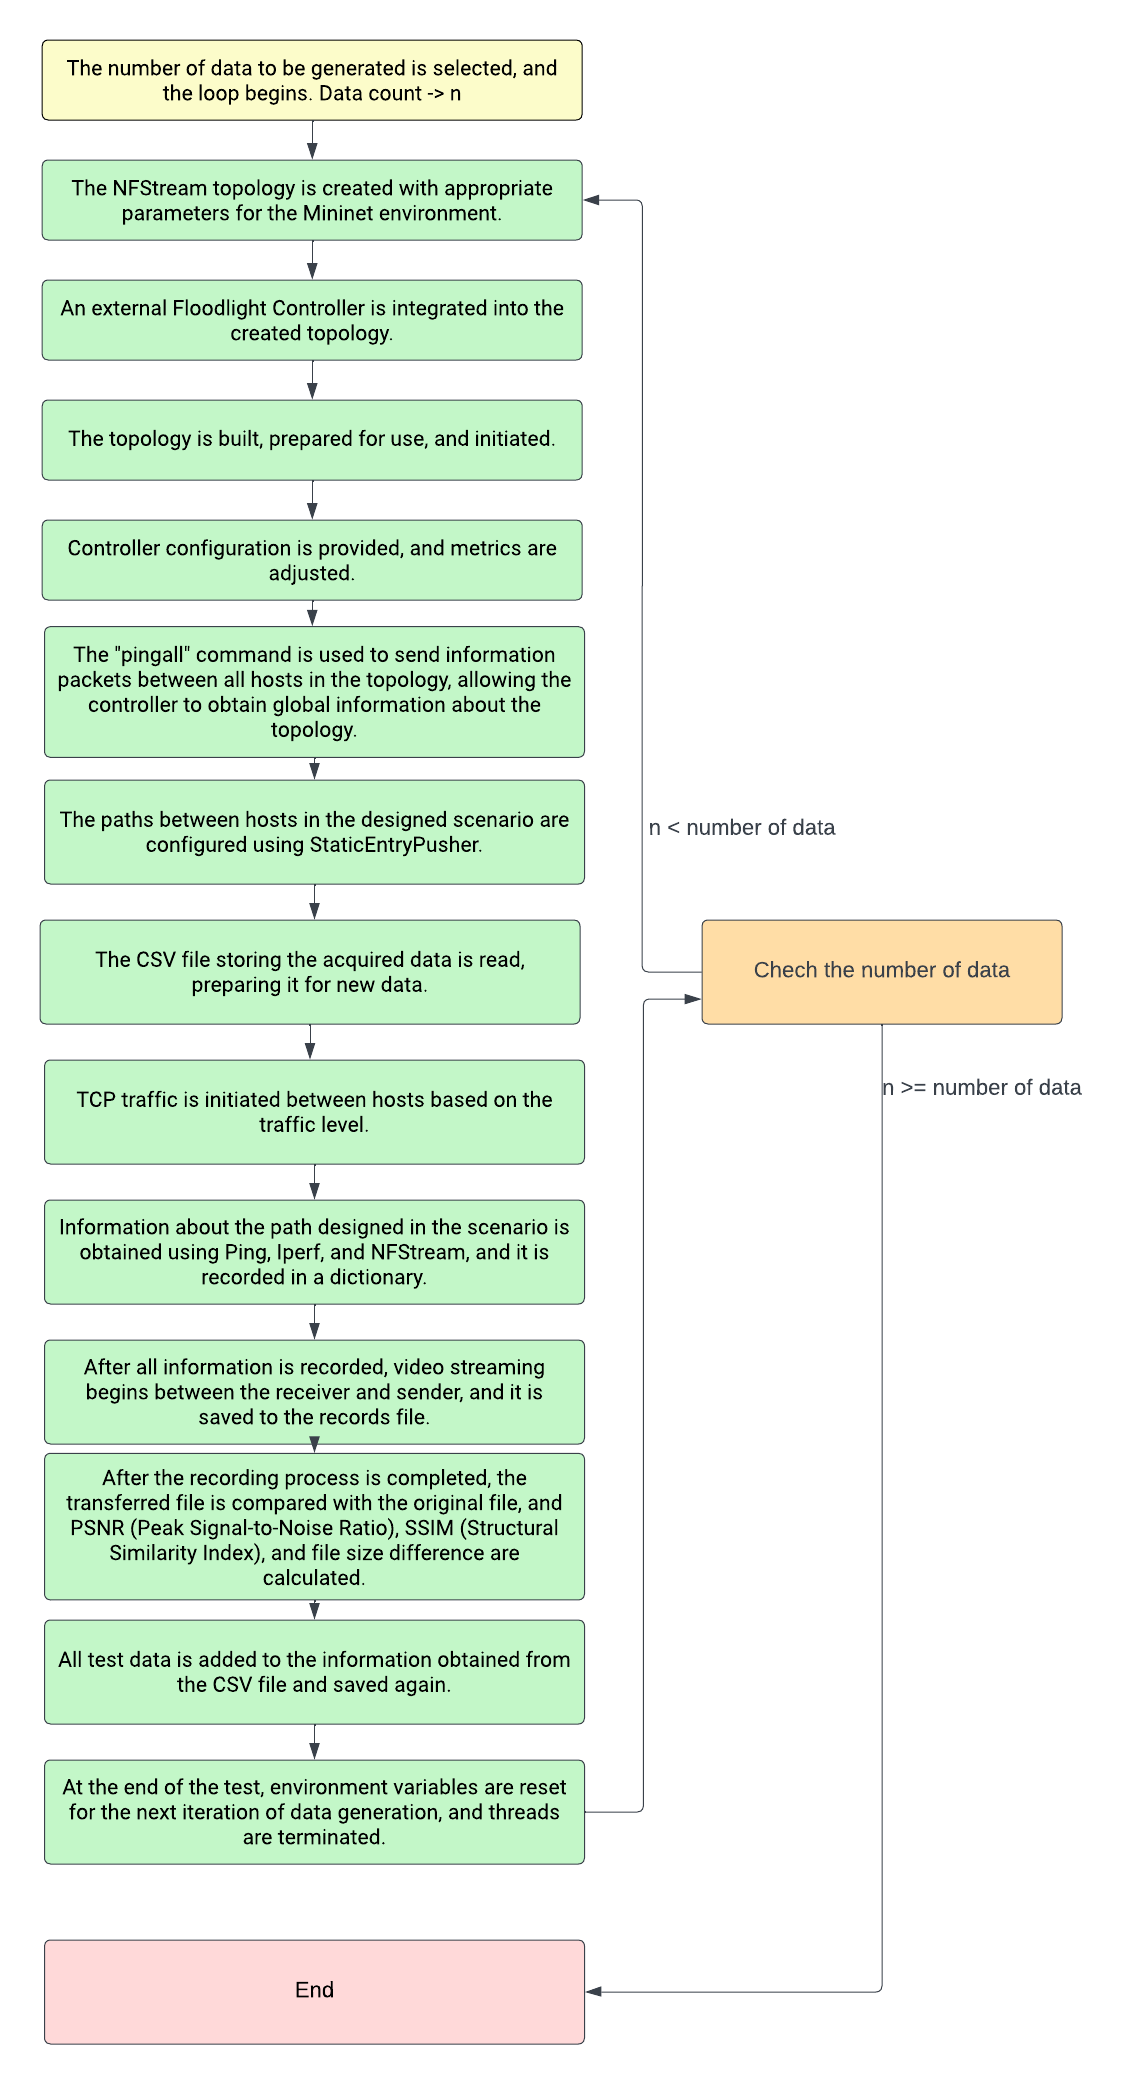 The number of data to be generated is selected, and
the loop begins. Data count -> n
The NFStream topology is created with appropriate
parameters for the Mininet environment.
An external Floodlight Controller is integrated into the
created topology.
The topology is built, prepared for use, and initiated.
Controller configuration is provided, and metrics are
adjusted.
The "pingall" command is used to send information
packets between all hosts in the topology, allowing the
controller to obtain global information about the
topology.
The paths between hosts in the designed scenario are
configured using StaticEntryPusher.
n < number of data
The CSV file storing the acquired data is read,
preparing it for new data.
Chech the number of data
TCP traffic is initiated between hosts based on the
traffic level.
n >= number of data
Information about the path designed in the scenario is
obtained using Ping, Iperf, and NFStream, and it is
recorded in a dictionary.
After all information is recorded, video streaming
begins between the receiver and sender, and it is
saved to the records file.
After the recording process is completed, the
transferred file is compared with the original file, and
PSNR (Peak Signal-to-Noise Ratio), SSIM (Structural
Similarity Index), and file size difference are
calculated.
All test data is added to the information obtained from
the CSV file and saved again.
At the end of the test, environment variables are reset
for the next iteration of data generation, and threads
are terminated.
End